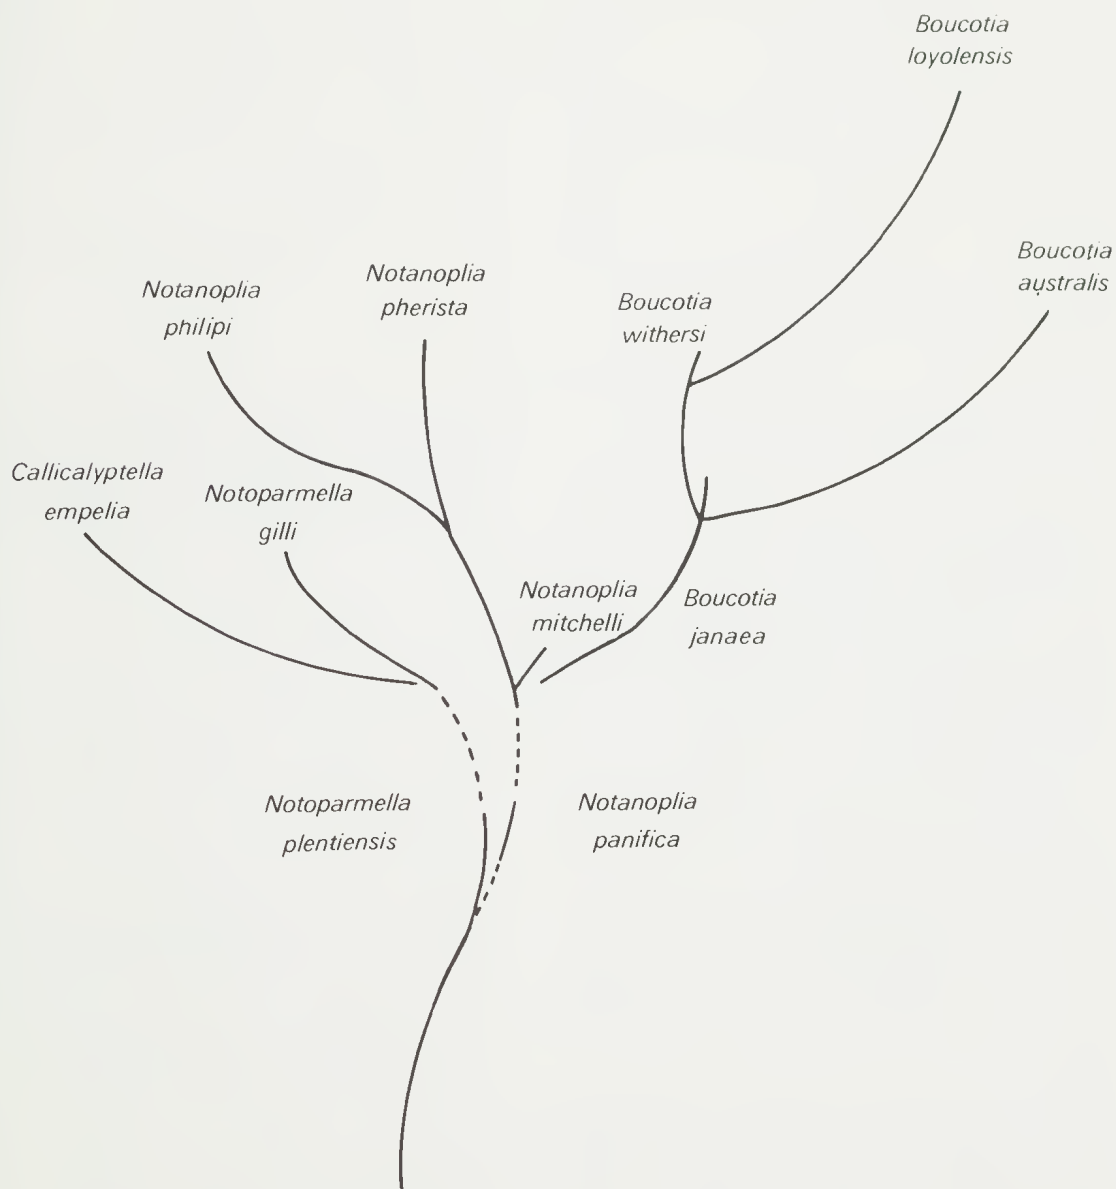 Boucotia
loyolensis
Boucotia
australis
Notanoplia
pherista
Notanoplia
philipi
Boucotia
withersi
Callicalyptella
empelia
Notoparmella
gilli
Notanoplia
mitchelli
Boucotia
janaea
Notoparmella
plentiensis
Notanoplia
panifica